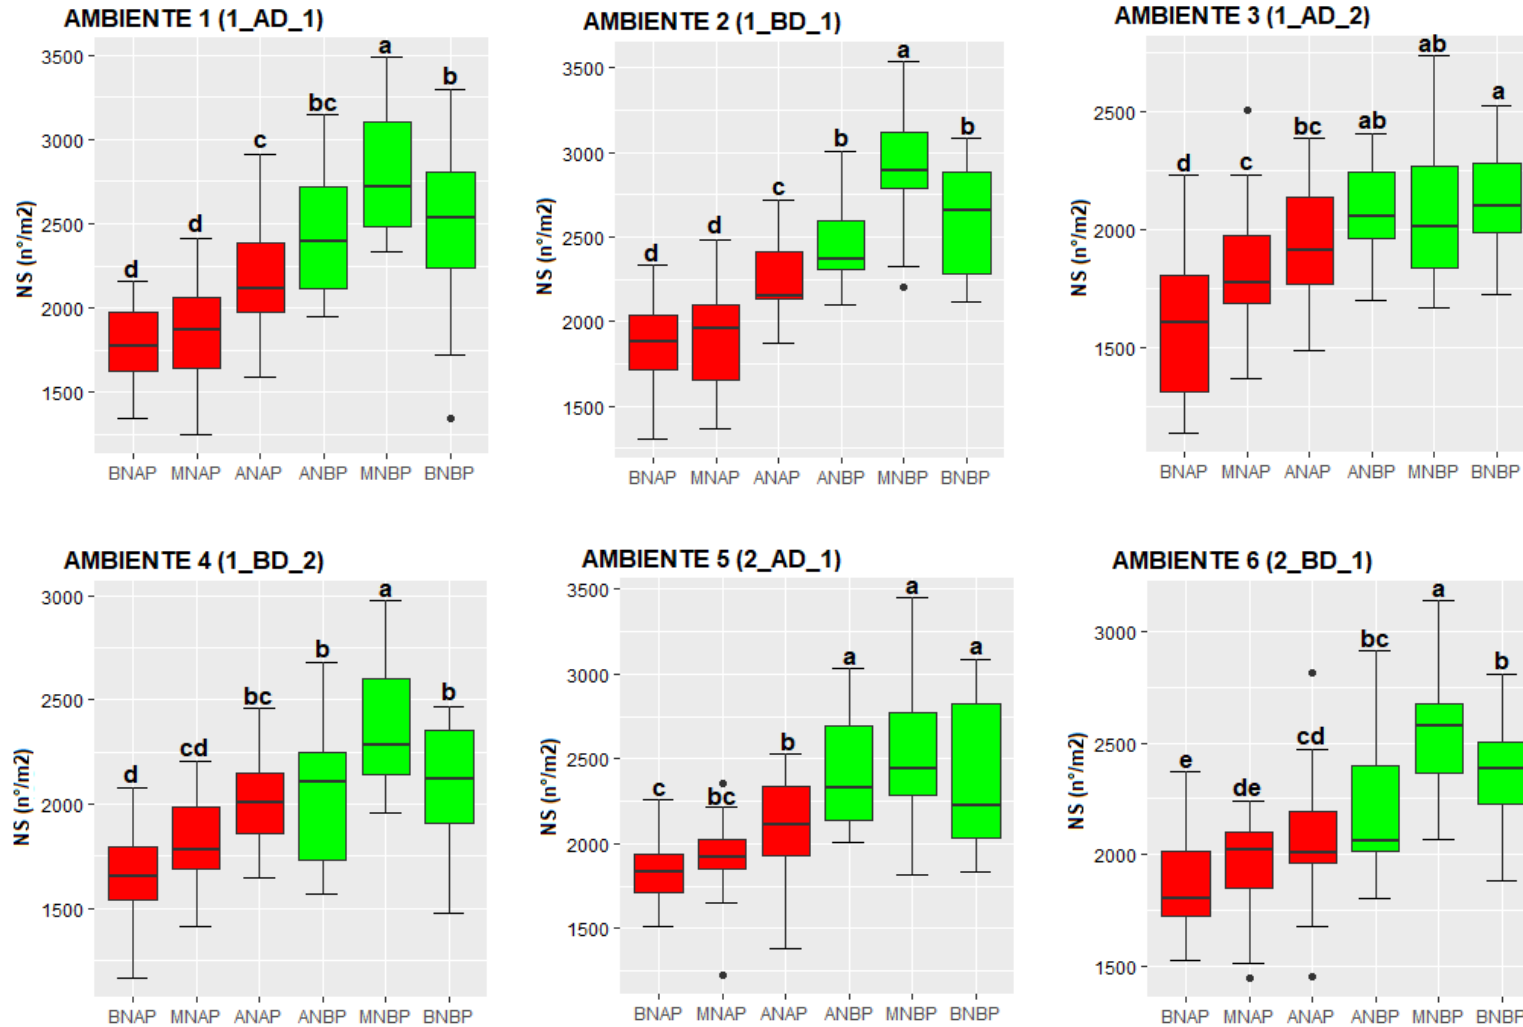 AMBIENTE 1 (1_AD_1)
NS (n°/m2)
3500
3000
2500
2000
1500
d
d
c
bc
a
b
BNAP MNAP ANAP ANBP MNBP BNBP
AMBIENTE 2 (1_BD_1)
NS (n°/m2)
3500
3000
2500
2000
1500
d
d
c
b
a
b
BNAP MNAP ANAP ANBP MNBP BNBP
AMBIENTE 3 (1_AD_2)
NS (n°/m2)
2500
2000
1500
d
c
bc
ab
ab
a
BNAP MNAP ANAP ANBP MNBP BNBP
AMBIENTE 4 (1_BD_2)
NS (n°/m2)
3000
2500
2000
1500
d
cd
bc
b
a
b
BNAP MNAP ANAP ANBP MNBP BNBP
AMBIENTE 5 (2_AD_1)
NS (n°/m2)
3500
3000
2500
2000
1500
c
bc
b
a
a
a
BNAP MNAP ANAP ANBP MNBP BNBP
AMBIENTE 6 (2_BD_1)
NS (n°/m2)
3000
2500
2000
1500
e
de
cd
bc
a
b
BNAP MNAP ANAP ANBP MNBP BNBP